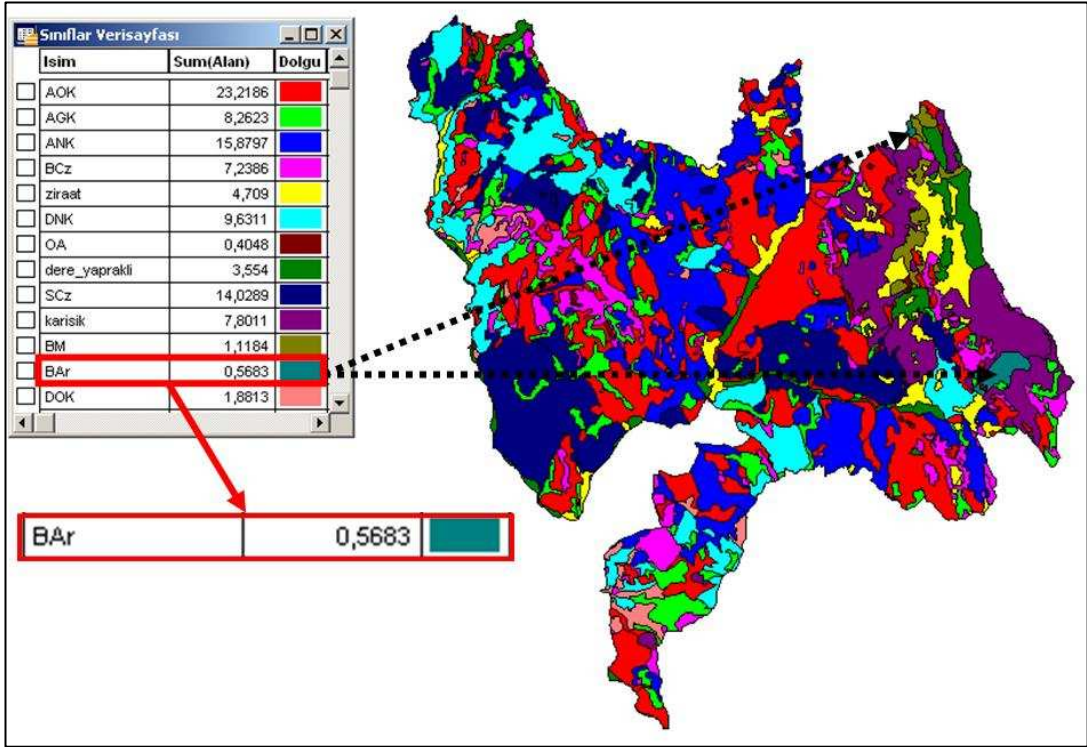 Sınıflar Verisayfası
Isim Sum(Alan) Dolgu
AOK 23,2186
AGK 8,2623
ANK 15,8797
BCz 7,2386
ziraat 4,709
DNK 9,6311
OA 0,4048
dere_yaprakli 3,554
SCz 14,0289
karisik 7,8011
BM 1,1184
BAr 0,5683
DOK 1,8813
BAr 0,5683